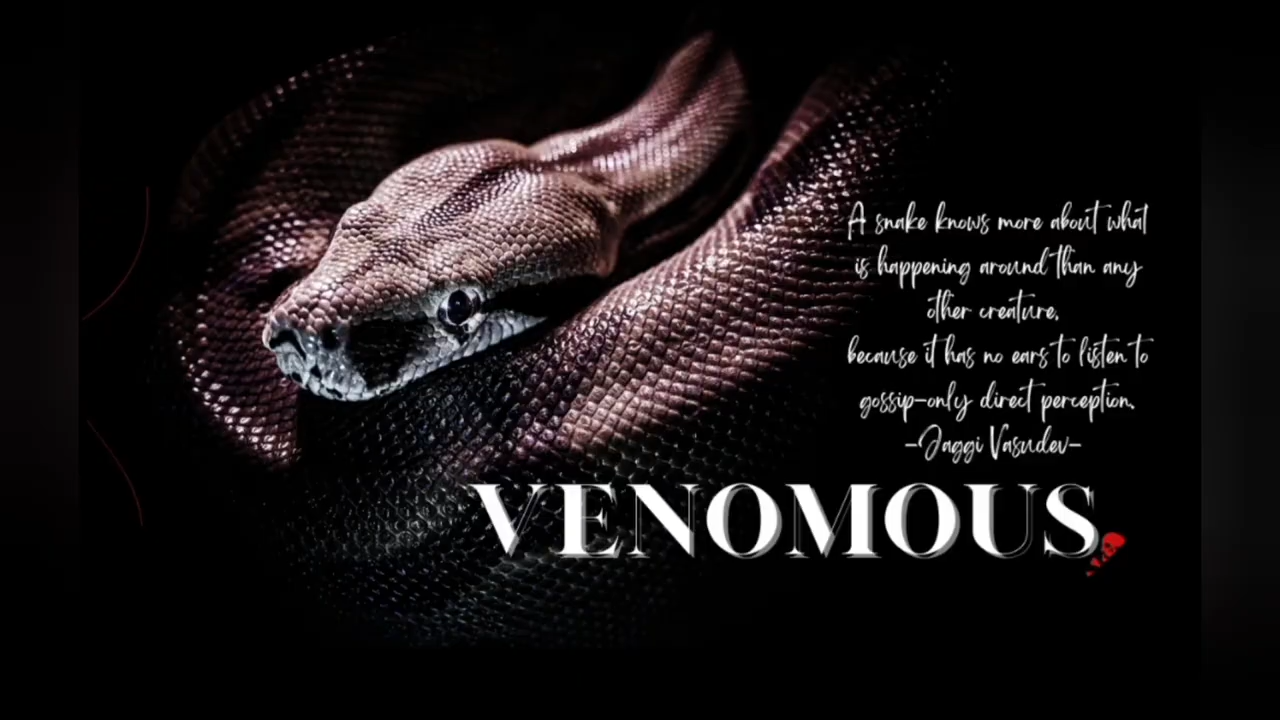 A snake knows more about what
is happening around than any
other creature,
because it has no ears to listen to
gossip-only direct perception.
-Jaggi Vasudev-
VENOMOUS